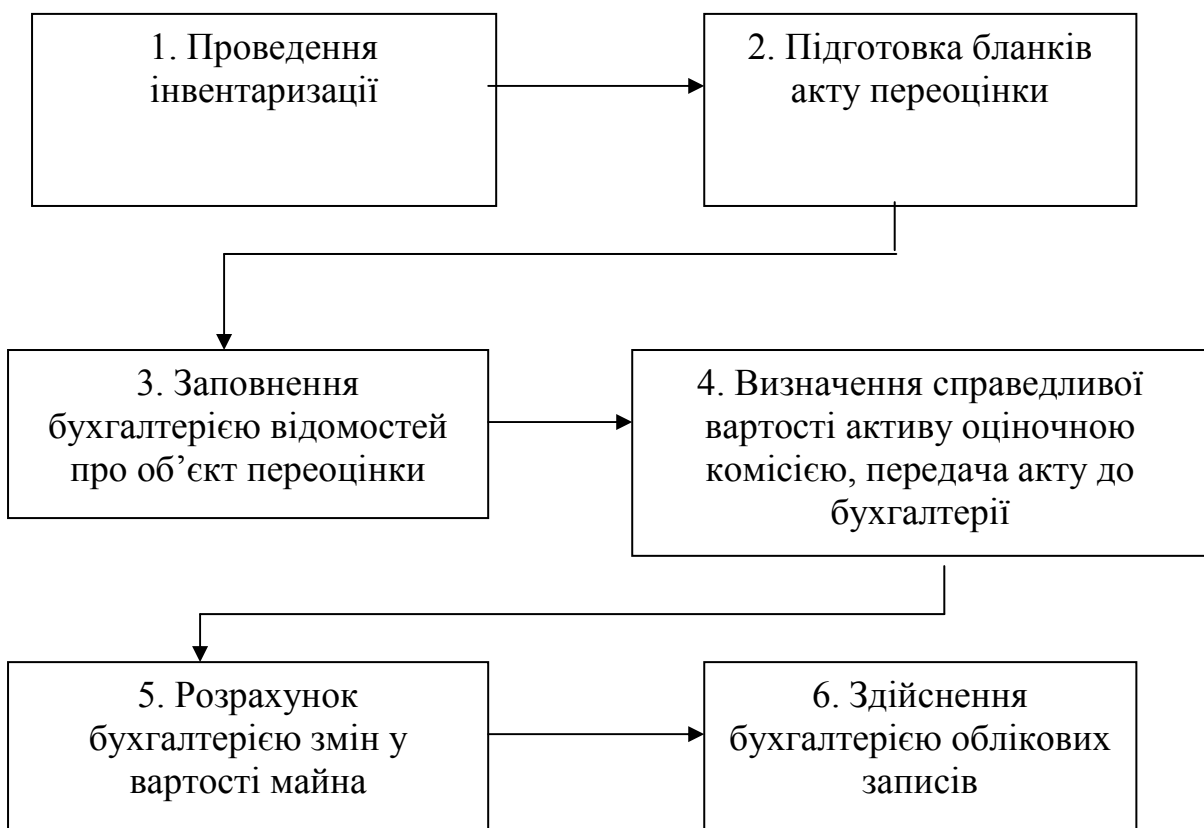 1. Проведення
інвентаризації
2. Підготовка бланків
акту переоцінки
3. Заповнення
бухгалтерією відомостей
про об’єкт переоцінки
4. Визначення справедливої
вартості активу оціночною
комісією, передача акту до
бухгалтерії
5. Розрахунок
бухгалтерією змін у
вартості майна
6. Здійснення
бухгалтерією облікових
записів